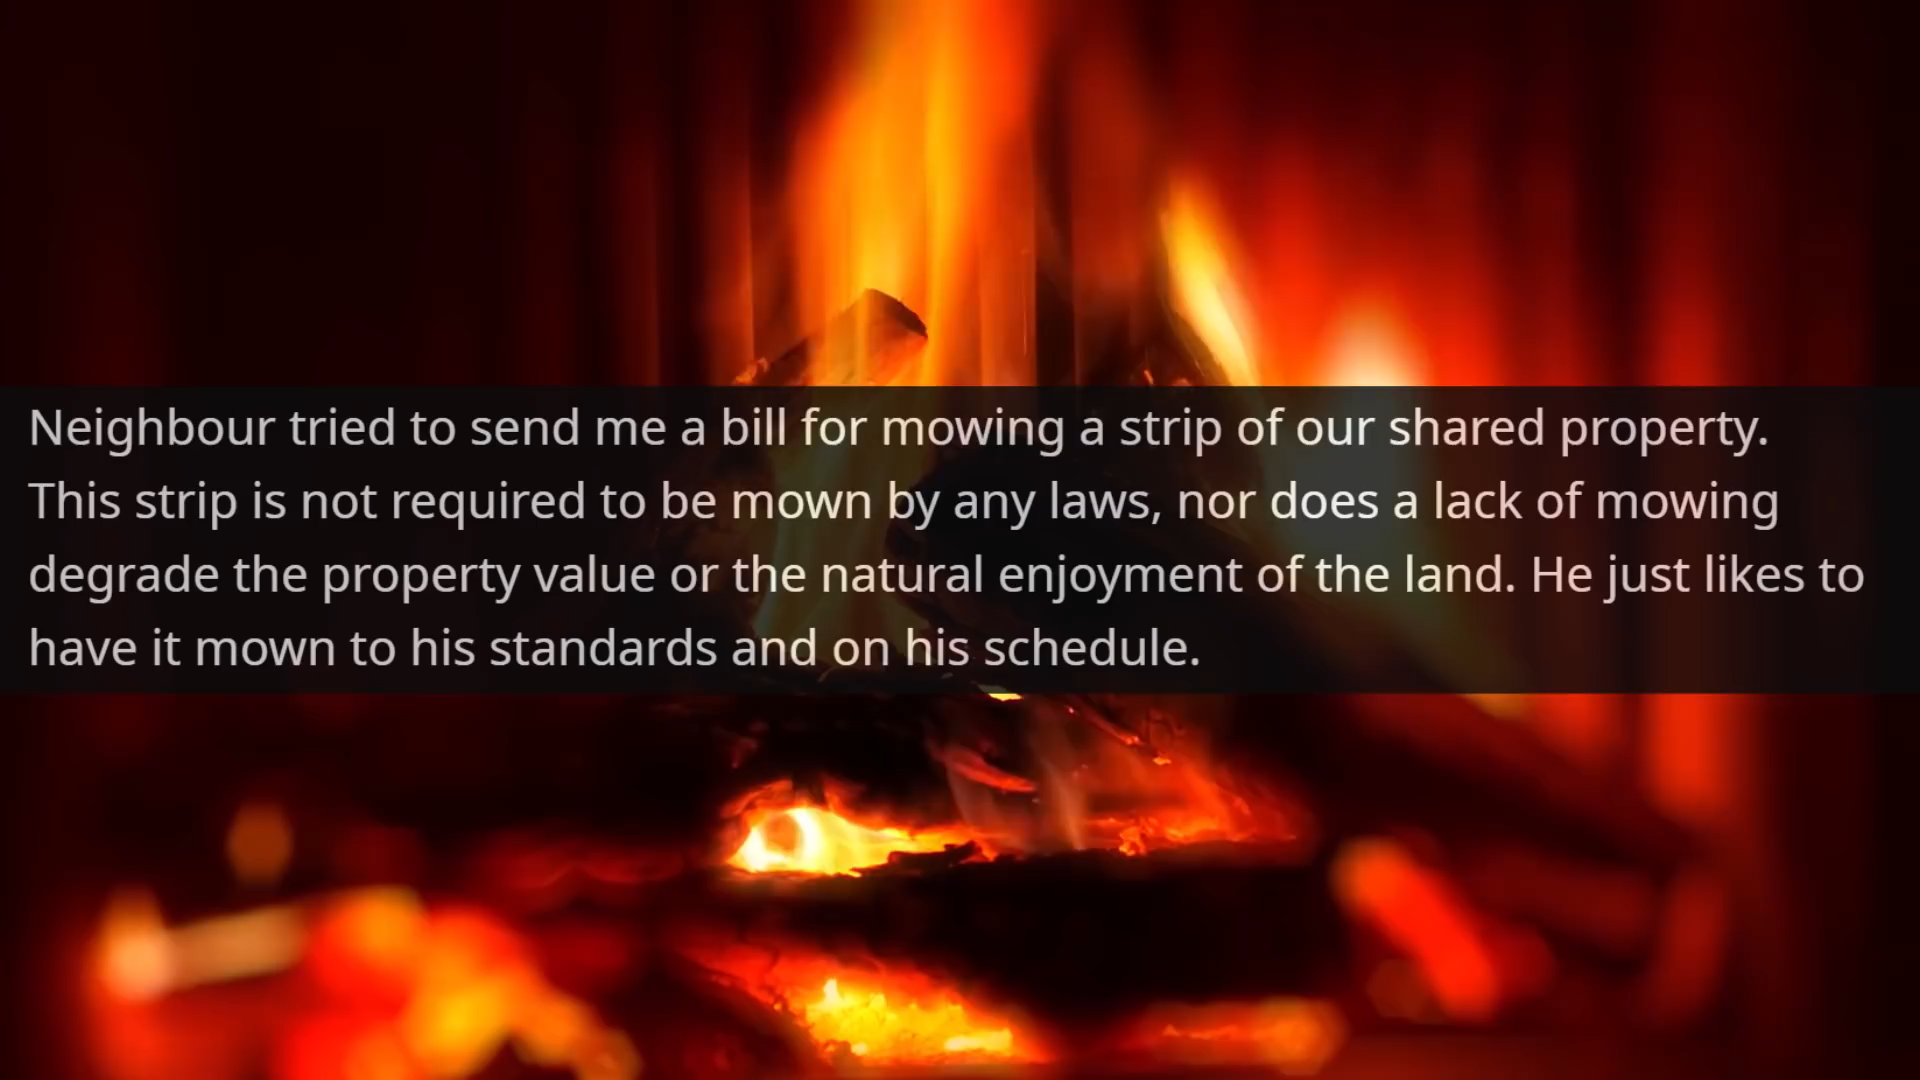 Neighbour tried to send me a bill for mowing a strip of our shared property.
This strip is not required to be mown by any laws, nor does a lack of mowing
degrade the property value or the natural enjoyment of the land. He just likes to
have it mown to his standards and on his schedule.